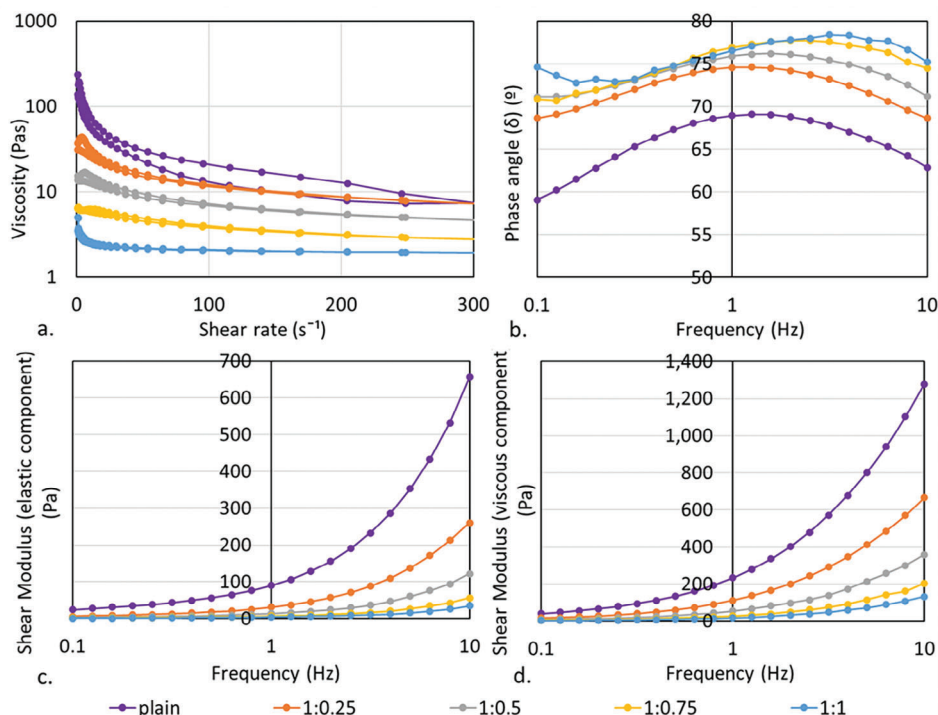 1000
100
10
1
Viscosity (Pas)
0
100
200
300
Shear rate (s⁻¹)
a.
80
75
70
65
60
55
50
Phase angle (δ) (º)
0.1
1
10
Frequency (Hz)
b.
700
600
500
400
300
200
100
0
Shear Modulus (elastic component)
(Pa)
0.1
1
10
Frequency (Hz)
c.
1,400
1,200
1,000
800
600
400
200
0
Shear Modulus (viscous component
(Pa)
0.1
1
10
Frequency (Hz)
d.
plain
1:0.25
1:0.5
1:0.75
1:1